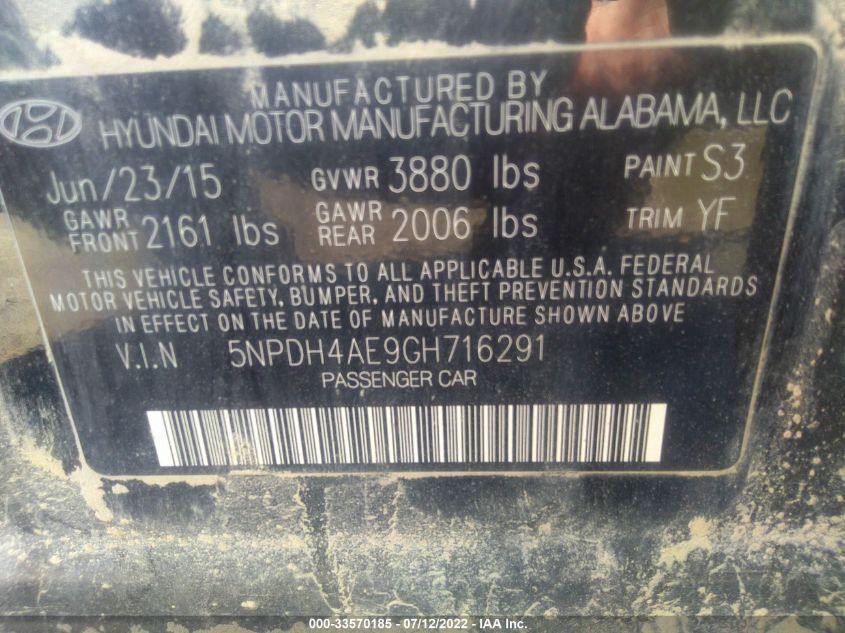 MANUFACTURED BY
HYUNDAI MOTOR MANUFACTURING ALABAMA, LLC
Jun/23/15 GVWR 3880 lbs PAINT S3
GAWR FRONT 2161 lbs GAWR REAR 2006 lbs TRIM YF
THIS VEHICLE CONFORMS TO ALL APPLICABLE U.S.A. FEDERAL
MOTOR VEHICLE SAFETY, BUMPER, AND THEFT PREVENTION STANDARDS
IN EFFECT ON THE DATE OF MANUFACTURE SHOWN ABOVE
V.I.N 5NPDH4AE9GH716291
PASSENGER CAR
000-33570185 - 07/12/2022 - IAA Inc.